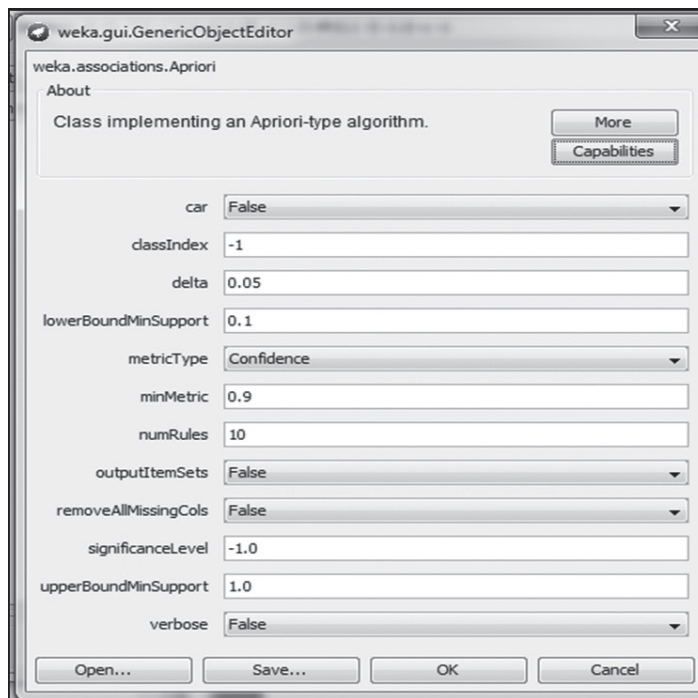 weka.gui.GenericObjectEditor
weka.associations.Apriori
About
Class implementing an Apriori-type algorithm.
More
Capabilities
car False
classIndex -1
delta 0.05
lowerBoundMinSupport 0.1
metricType Confidence
minMetric 0.9
numRules 10
outputItemSets False
removeAllMissingCols False
significanceLevel -1.0
upperBoundMinSupport 1.0
verbose False
Open... Save... OK Cancel